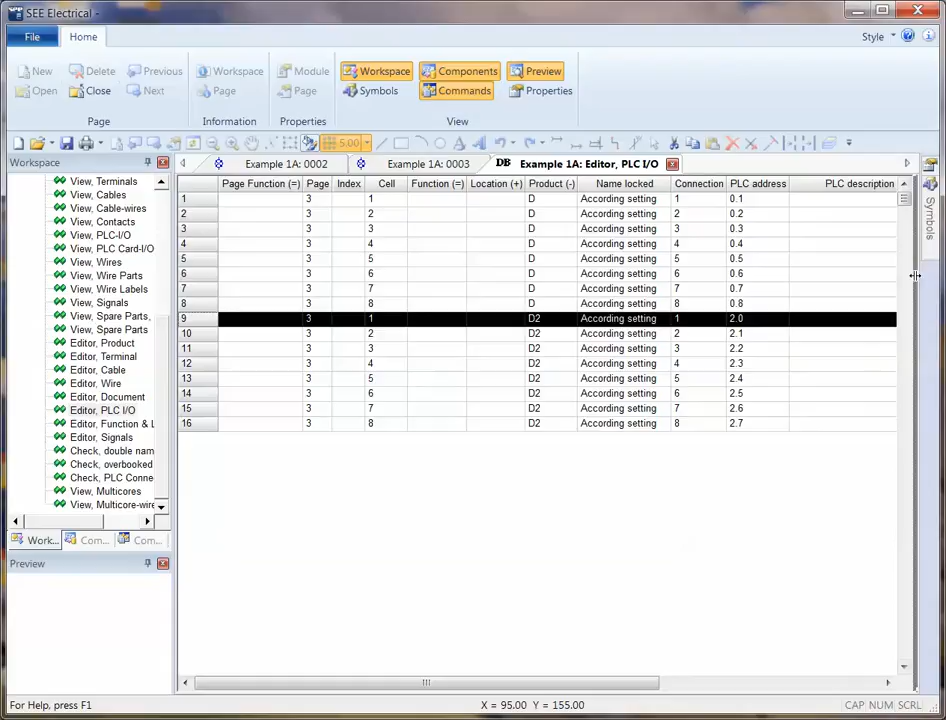 SEE Electrical -
File Home Style
New Delete Previous Workspace Module Workspace Components Preview
Open Close Next Page Page Symbols Commands Properties
Page Information Properties View
5.00
Workspace
Example 1A: 0002 Example 1A: 0003 DB Example 1A: Editor, PLC I/O
Page Function (=) Page Index Cell Function (=) Location (+) Product (-) Name locked Connection PLC address PLC description
1 3 1 D According setting 1 0.1
2 3 2 D According setting 2 0.2
3 3 3 D According setting 3 0.3
4 3 4 D According setting 4 0.4
5 3 5 D According setting 5 0.5
6 3 6 D According setting 6 0.6
7 3 7 D According setting 7 0.7
8 3 8 D According setting 8 0.8
9 3 1 D2 According setting 1 2.0
10 3 2 D2 According setting 2 2.1
11 3 3 D2 According setting 3 2.2
12 3 4 D2 According setting 4 2.3
13 3 5 D2 According setting 5 2.4
14 3 6 D2 According setting 6 2.5
15 3 7 D2 According setting 7 2.6
16 3 8 D2 According setting 8 2.7
View, Terminals
View, Cables
View, Cable-wires
View, Contacts
View, PLC-I/O
View, PLC Card-I/O
View, Wires
View, Wire Parts
View, Wire Labels
View, Signals
View, Spare Parts,
View, Spare Parts
Editor, Product
Editor, Terminal
Editor, Cable
Editor, Wire
Editor, Document
Editor, PLC I/O
Editor, Function & L
Editor, Signals
Check, double nam
Check, overbooked
Check, PLC Conne
View, Multicores
View, Multicore-wire
Work... Com... Com...
Preview
Symbols
For Help, press F1 X = 95.00 Y = 155.00 CAP NUM SCRL